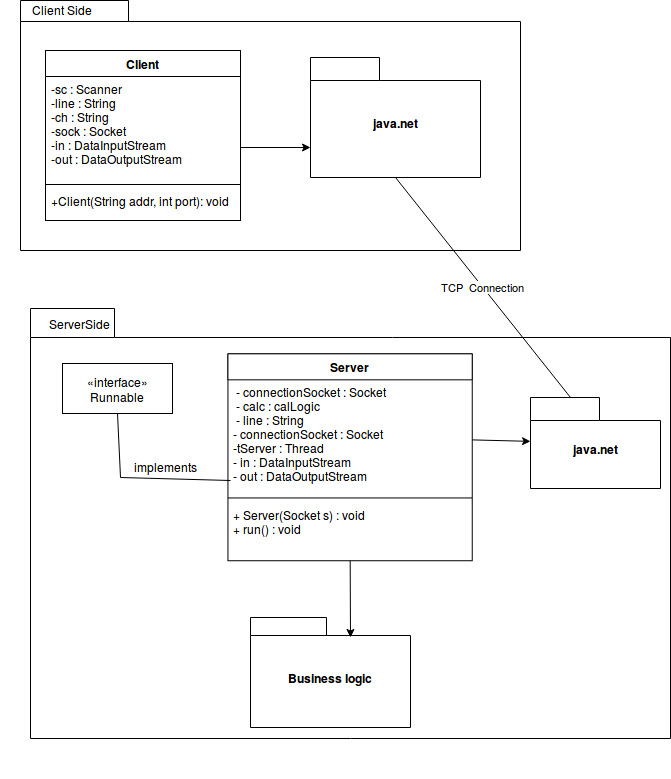 Client Side
Client
-sc : Scanner
-line : String
-ch : String
-sock : Socket
-in : DataInputStream
-out : DataOutputStream
+Client(String addr, int port): void
java.net
TCP Connection
ServerSide
«interface»
Runnable
implements
Server
- connectionSocket : Socket
- calc : calLogic
- line : String
- connectionSocket : Socket
-tServer : Thread
- in : DataInputStream
- out : DataOutputStream
+ Server(Socket s) : void
+ run() : void
java.net
Business logic